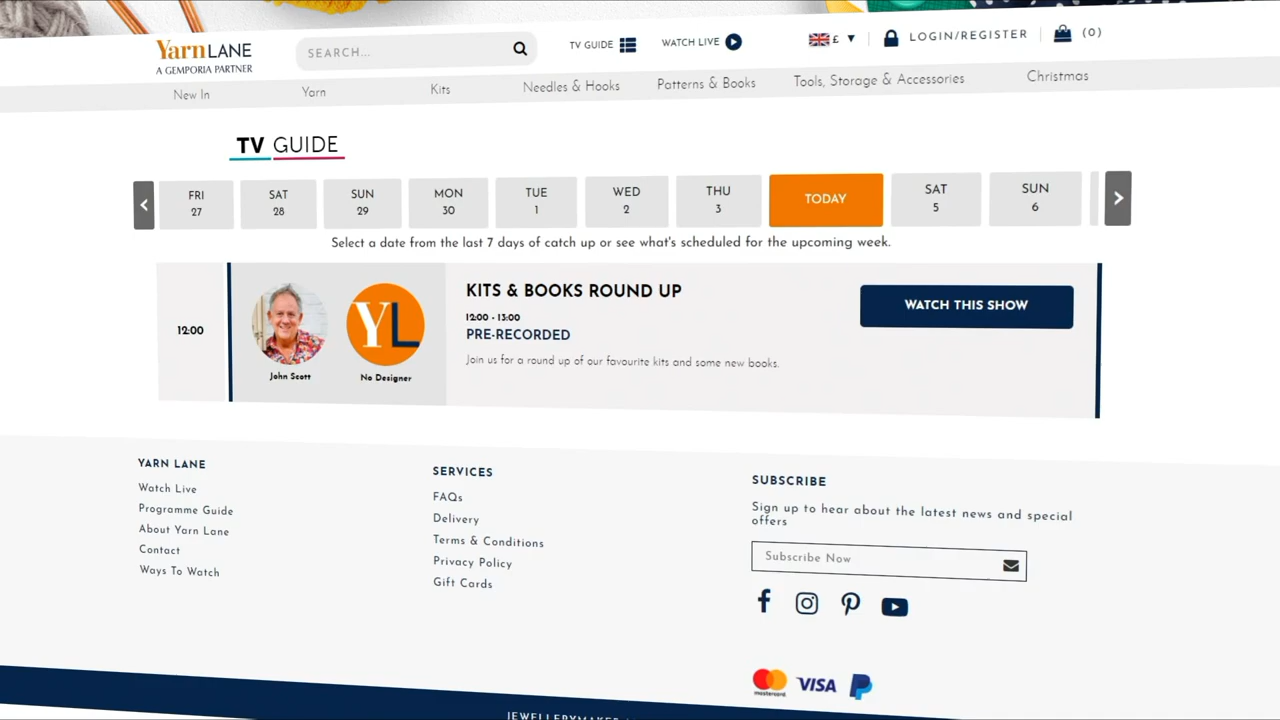 YarnLANE
A GEMPORIA PARTNER
SEARCH...
TV GUIDE
WATCH LIVE
£
LOGIN/REGISTER
(0)
New In
Yarn
Kits
Needles & Hooks
Patterns & Books
Tools, Storage & Accessories
Christmas
TV GUIDE
FRI
27
SAT
28
SUN
29
MON
30
TUE
1
WED
2
THU
3
TODAY
SAT
5
SUN
6
Select a date from the last 7 days of catch up or see what's scheduled for the upcoming week.
12:00
John Scott
YL
No Designer
KITS & BOOKS ROUND UP
12:00 - 13:00
PRE-RECORDED
Join us for a round up of our favourite kits and some new books.
WATCH THIS SHOW
YARN LANE
Watch Live
Programme Guide
About Yarn Lane
Contact
Ways To Watch
SERVICES
FAQs
Delivery
Terms & Conditions
Privacy Policy
Gift Cards
SUBSCRIBE
Sign up to hear about the latest news and special
offers
Subscribe Now
mastercard
VISA
JEWELLERYMAKER